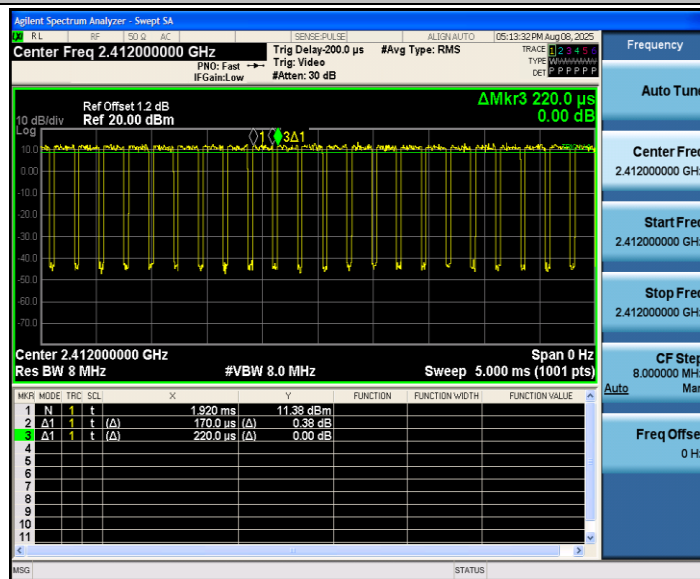 Agilent Spectrum Analyzer - Swept SA
RL RF 50 Ω AC SENSE:PULSE ALIGN AUTO 05:13:32 PM Aug 08, 2025
Center Freq 2.412000000 GHz
PNO: Fast
IFGain:Low
Trig Delay-200.0 µs
Trig: Video
#Atten: 30 dB
#Avg Type: RMS
TRACE 1 2 3 4 5 6
TYPE
DET P P P P P P
Frequency
Auto Tune
Center Freq
2.412000000 GHz
Start Freq
2.412000000 GHz
Stop Freq
2.412000000 GHz
CF Step
8.000000 MHz
Auto Man
Freq Offset
0 Hz
ΔMkr3 220.0 µs
0.00 dB
Ref Offset 1.2 dB
10 dB/div Ref 20.00 dBm
Log
1 3Δ1
10.0
0.00
-10.0
-20.0
-30.0
-40.0
-50.0
-60.0
-70.0
Center 2.412000000 GHz Span 0 Hz
Res BW 8 MHz #VBW 8.0 MHz Sweep 5.000 ms (1001 pts)
MKR MODE TRC SCL X Y FUNCTION FUNCTION WIDTH FUNCTION VALUE
1 N 1 t 1.920 ms 11.38 dBm
2 Δ1 1 t (Δ) 170.0 µs (Δ) 0.38 dB
3 Δ1 1 t (Δ) 220.0 µs (Δ) 0.00 dB
4
5
6
7
8
9
10
11
MSG STATUS